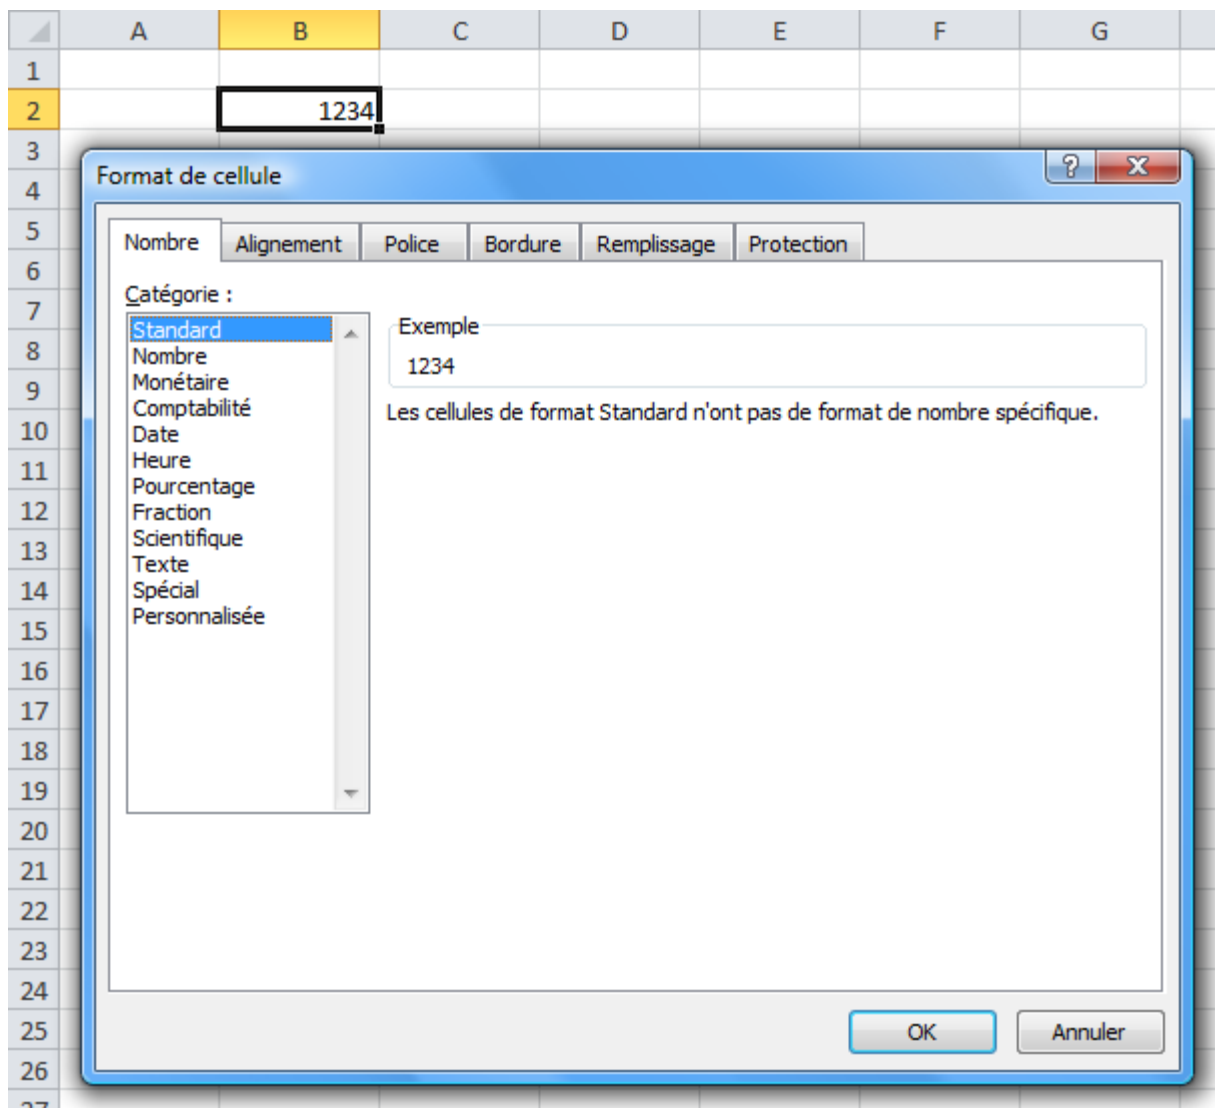 A B C D E F G
1
2 1234
3
Format de cellule
4
5
Nombre Alignement Police Bordure Remplissage Protection
6
Catégorie :
7
Standard Exemple
8
Nombre 1234
9
Monétaire
Comptabilité Les cellules de format Standard n'ont pas de format de nombre spécifique.
10
Date
11
Heure
12
Pourcentage
Fraction
13
Scientifique
14
Texte
Spécial
15
Personnalisée
16
17
18
19
20
21
22
23
24
25 OK Annuler
26
27